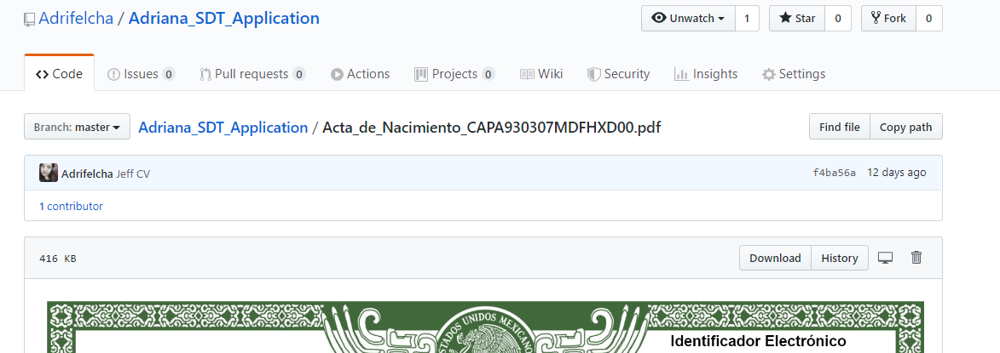 Adrifelcha / Adriana_SDT_Application
Unwatch 1 Star 0 Fork 0
Code Issues 0 Pull requests 0 Actions Projects 0 Wiki Security Insights Settings
Branch: master Adriana_SDT_Application / Acta_de_Nacimiento_CAPA930307MDFHXD00.pdf Find file Copy path
Adrifelcha Jeff CV f4ba56a 12 days ago
1 contributor
416 KB Download History
ESTADOS UNIDOS MEXICANOS
Identificador Electrónico